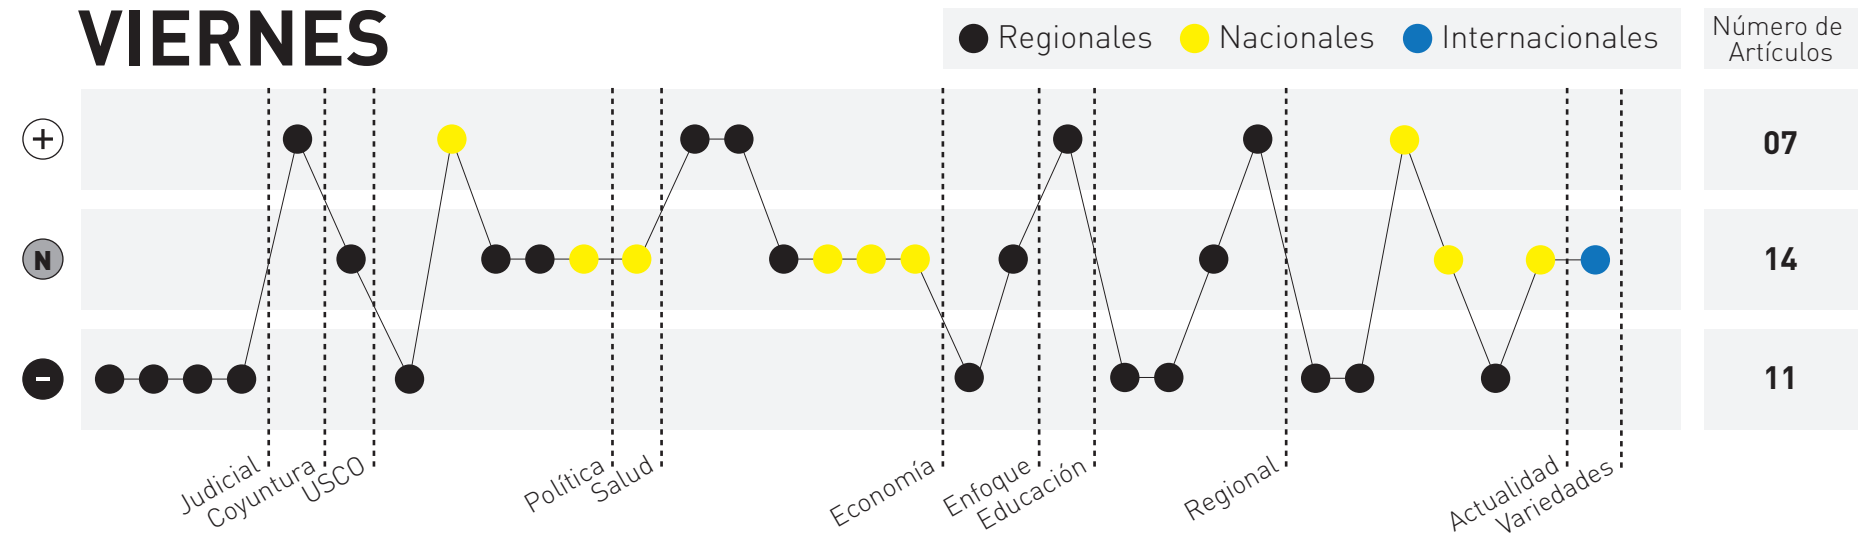 VIERNES
Regionales
Nacionales
Internacionales
Número de
Artículos
+
07
N
14
-
11
Judicial
Coyuntura
USCO
Política
Salud
Economía
Enfoque
Educación
Regional
Actualidad
Variedades